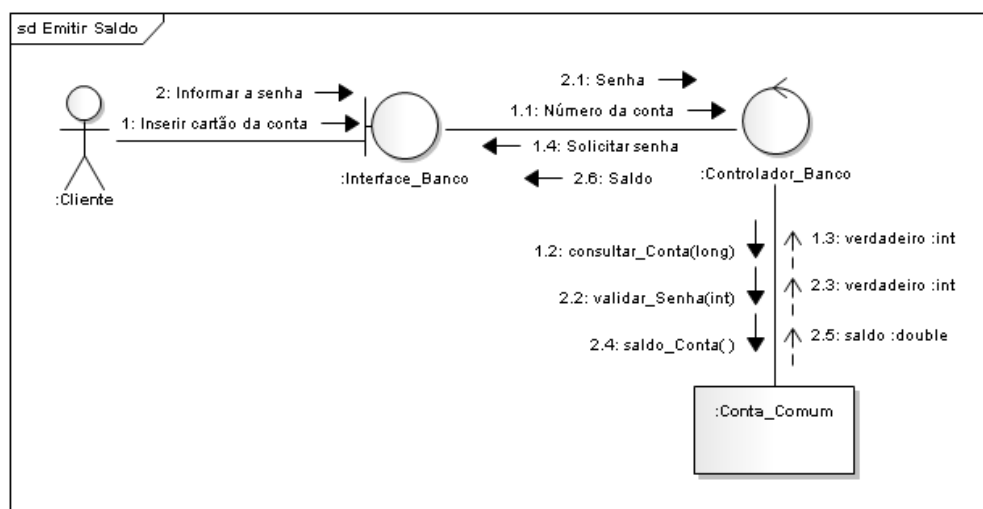 sd Emitir Saldo
2: Informar a senha
1: Inserir cartão da conta
:Cliente
:Interface_Banco
2.1: Senha
1.1: Número da conta
1.4: Solicitar senha
2.6: Saldo
:Controlador_Banco
1.2: consultar_Conta(long)
2.2: validar_Senha(int)
2.4: saldo_Conta( )
1.3: verdadeiro :int
2.3: verdadeiro :int
2.5: saldo :double
:Conta_Comum